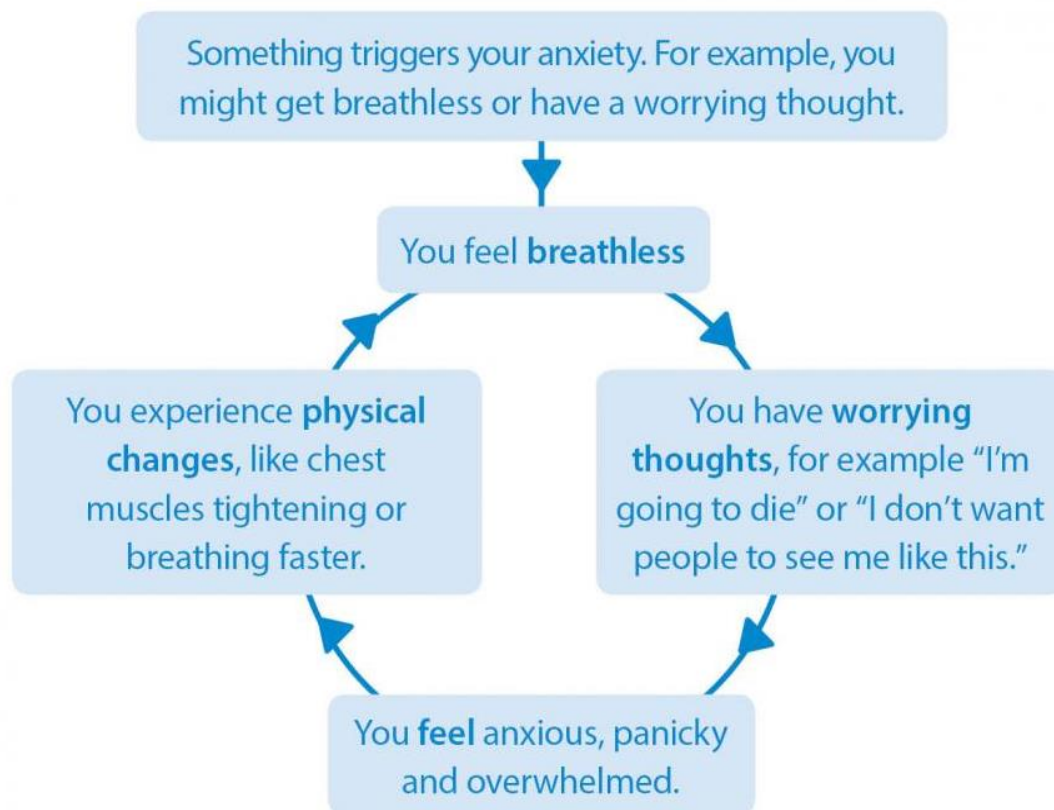 Something triggers your anxiety. For example, you
might get breathless or have a worrying thought.
You feel breathless
You have worrying
thoughts, for example “I’m
going to die” or “I don’t want
people to see me like this.”
You feel anxious, panicky
and overwhelmed.
You experience physical
changes, like chest
muscles tightening or
breathing faster.